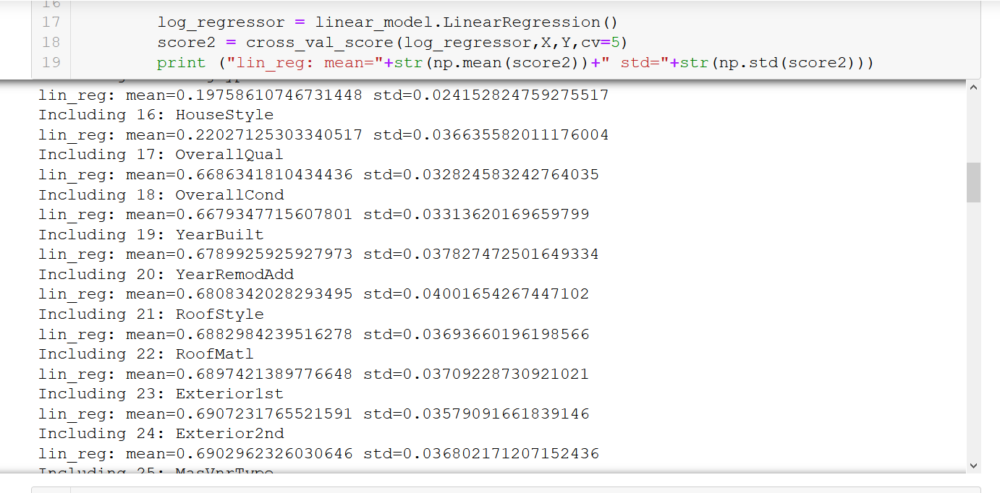 16
17 log_regressor = linear_model.LinearRegression()
18 score2 = cross_val_score(log_regressor,X,Y,cv=5)
19 print ("lin_reg: mean="+str(np.mean(score2))+" std="+str(np.std(score2)))
lin_reg: mean=0.19758610746731448 std=0.024152824759275517
Including 16: HouseStyle
lin_reg: mean=0.22027125303340517 std=0.036635582011176004
Including 17: OverallQual
lin_reg: mean=0.6686341810434436 std=0.032824583242764035
Including 18: OverallCond
lin_reg: mean=0.6679347715607801 std=0.03313620169659799
Including 19: YearBuilt
lin_reg: mean=0.6789925925927973 std=0.037827472501649334
Including 20: YearRemodAdd
lin_reg: mean=0.6808342028293495 std=0.04001654267447102
Including 21: RoofStyle
lin_reg: mean=0.6882984239516278 std=0.03693660196198566
Including 22: RoofMatl
lin_reg: mean=0.6897421389776648 std=0.03709228730921021
Including 23: Exterior1st
lin_reg: mean=0.6907231765521591 std=0.03579091661839146
Including 24: Exterior2nd
lin_reg: mean=0.6902962326030646 std=0.036802171207152436
Including 25: MasVnrType